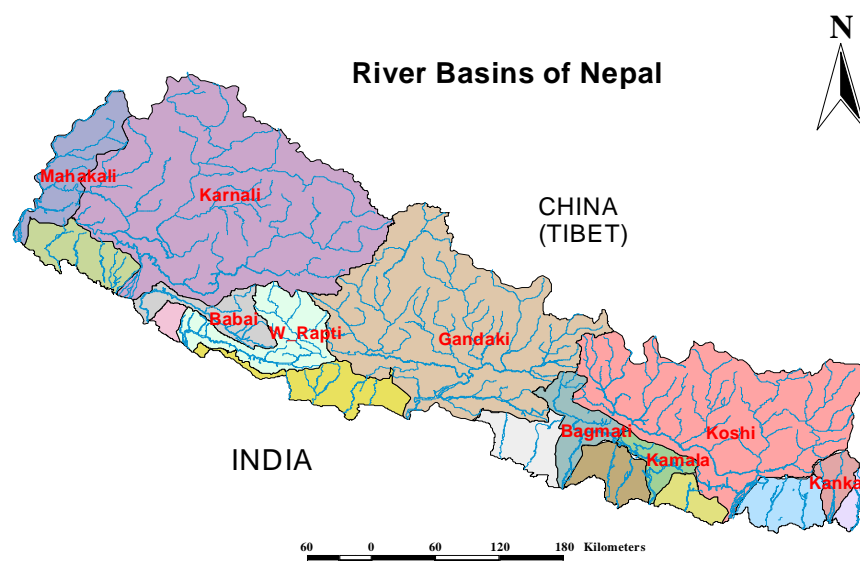 N
River Basins of Nepal
Mahakali
Karnali
CHINA
(TIBET)
Babai
W_Rapti
Gandaki
Bagmati
Koshi
Kamala
INDIA
Kanka
60 0 60 120 180 Kilometers